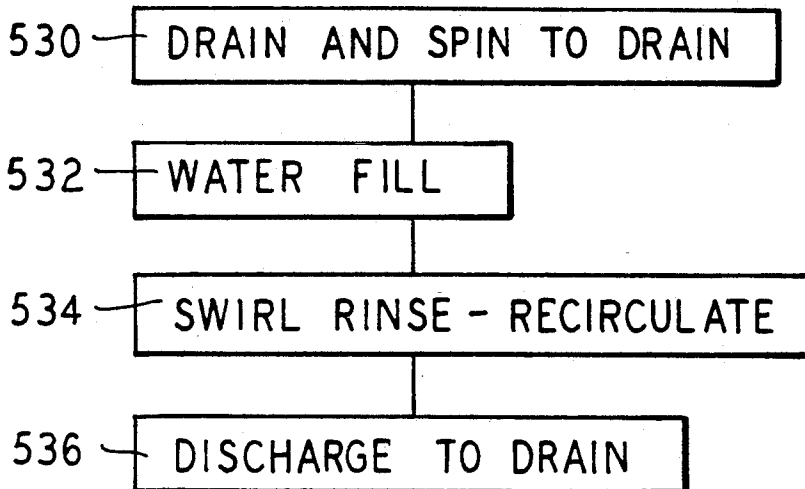 530 DRAIN AND SPIN TO DRAIN
532 WATER FILL
534 SWIRL RINSE - RECIRCULATE
536 DISCHARGE TO DRAIN